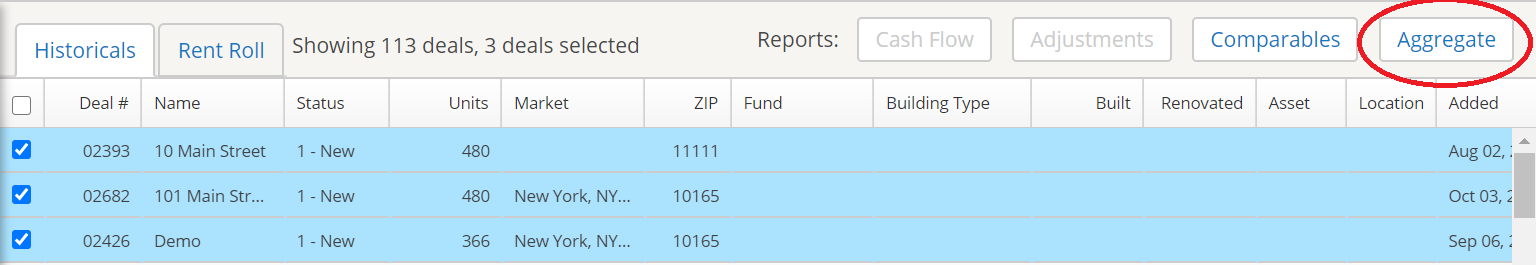 Historicals Rent Roll Showing 113 deals, 3 deals selected Reports: Cash Flow Adjustments Comparables Aggregate
Deal # Name Status Units Market ZIP Fund Building Type Built Renovated Asset Location Added
02393 10 Main Street 1 - New 480 11111 Aug 02,
02682 101 Main Str... 1 - New 480 New York, NY... 10165 Oct 03,
02426 Demo 1 - New 366 New York, NY... 10165 Sep 06,